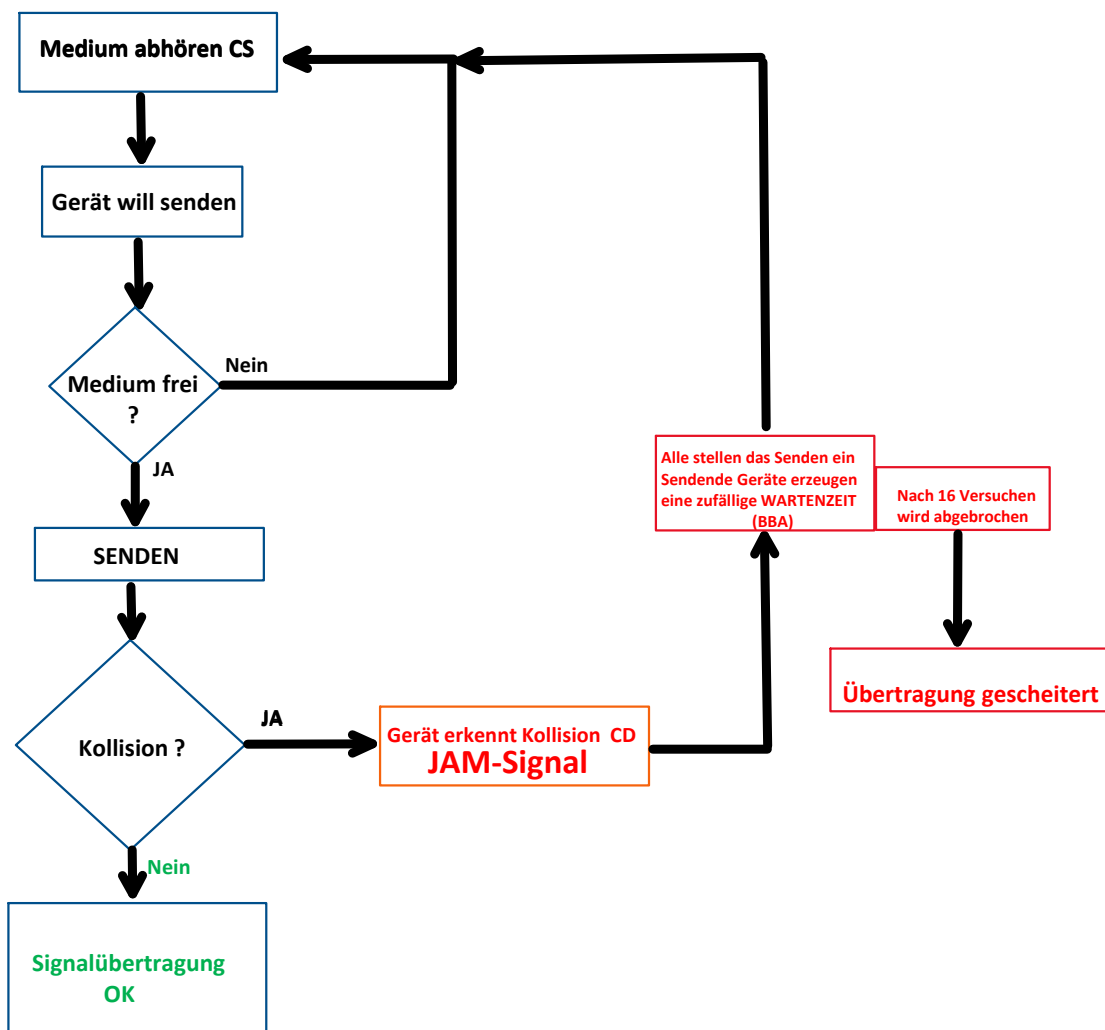 Medium abhören CS
Gerät will senden
Nein
Medium frei
?
JA
Alle stellen das Senden ein
Sendende Geräte erzeugen
eine zufällige WARTENZEIT
(BBA)
Nach 16 Versuchen
wird abgebrochen
SENDEN
Übertragung gescheitert
Kollision ?
JA
Gerät erkennt Kollision CD
JAM-Signal
Nein
Signalübertragung
OK